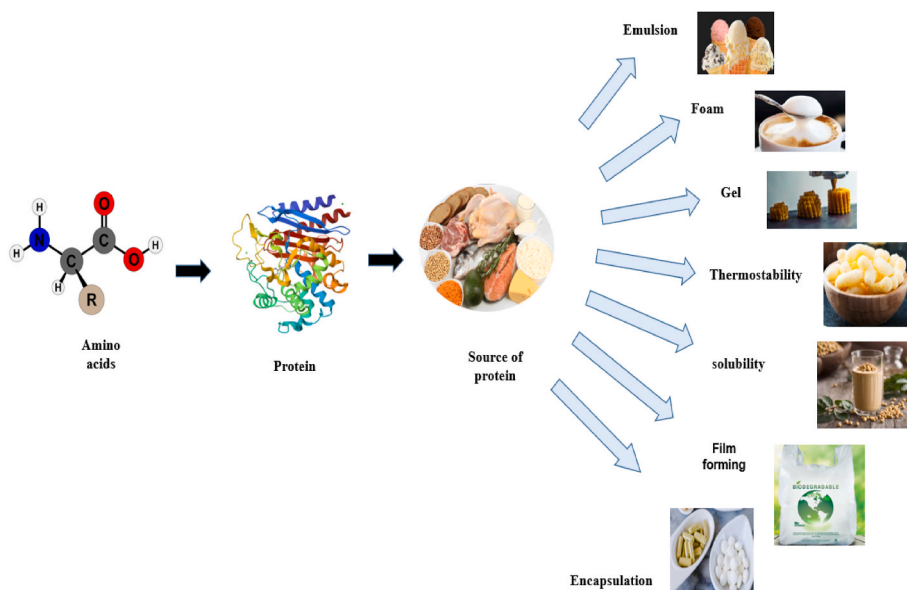 Emulsion
Foam
Gel
Thermostability
solubility
Film
forming
BIODEGRADABLE
Encapsulation
H
O
H
N
C
H
O
H
C
H
R
Amino
acids
Protein
Source of
protein